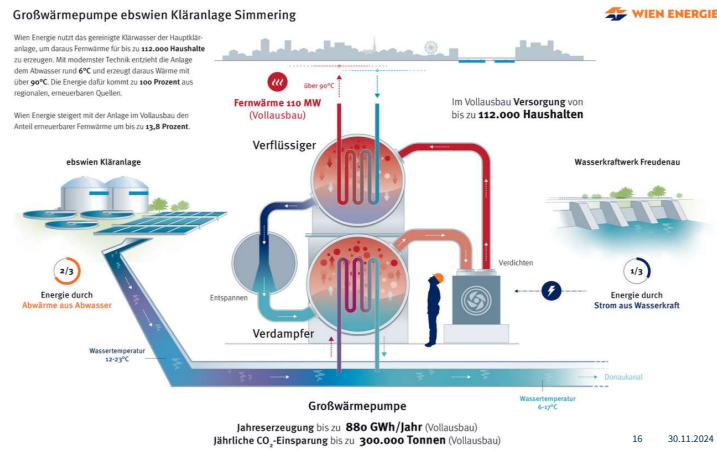 Großwärmepumpe ebswien Kläranlage Simmering
WIEN ENERGIE
Wien Energie nutzt das gereinigte Klärwasser der Hauptklär-
anlage, um daraus Fernwärme für bis zu 112.000 Haushalte
zu erzeugen. Mit modernster Technik entzieht die Anlage
dem Abwasser rund 6°C und erzeugt daraus Wärme mit
über 90°C. Die Energie dafür kommt zu 100 Prozent aus
regionalen, erneuerbaren Quellen.
Wien Energie steigert mit der Anlage im Vollausbau den
Anteil erneuerbarer Fernwärme um bis zu 13,8 Prozent.
über 90°C
Fernwärme 110 MW
(Vollausbau)
Im Vollausbau Versorgung von
bis zu 112.000 Haushalten
Verflüssiger
ebswien Kläranlage
Wasserkraftwerk Freudenau
2/3
Energie durch
Abwärme aus Abwasser
Entspannen
Verdichten
1/3
Energie durch
Strom aus Wasserkraft
Verdampfer
Wassertemperatur
12-23°C
Donaukanal
Wassertemperatur
6-17°C
Großwärmepumpe
Jahreserzeugung bis zu 880 GWh/Jahr (Vollausbau)
Jährliche CO₂-Einsparung bis zu 300.000 Tonnen (Vollausbau)
16 30.11.2024